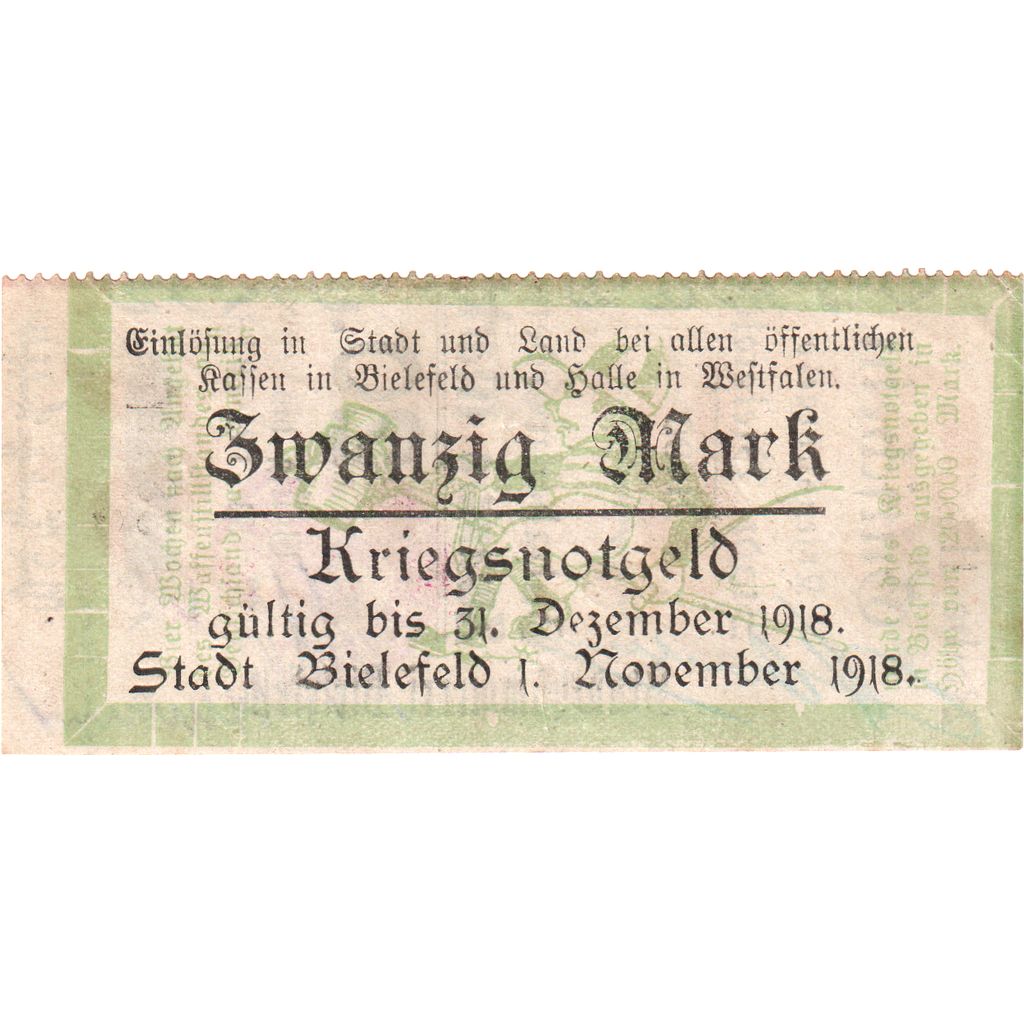 Einlösung in Stadt und Land bei allen öffentlichen
Kassen in Bielefeld und Halle in Westfalen.
Zwanzig Mark
Kriegsnotgeld
gültig bis 31. Dezember 1918.
Stadt Bielefeld 1. November 1918.